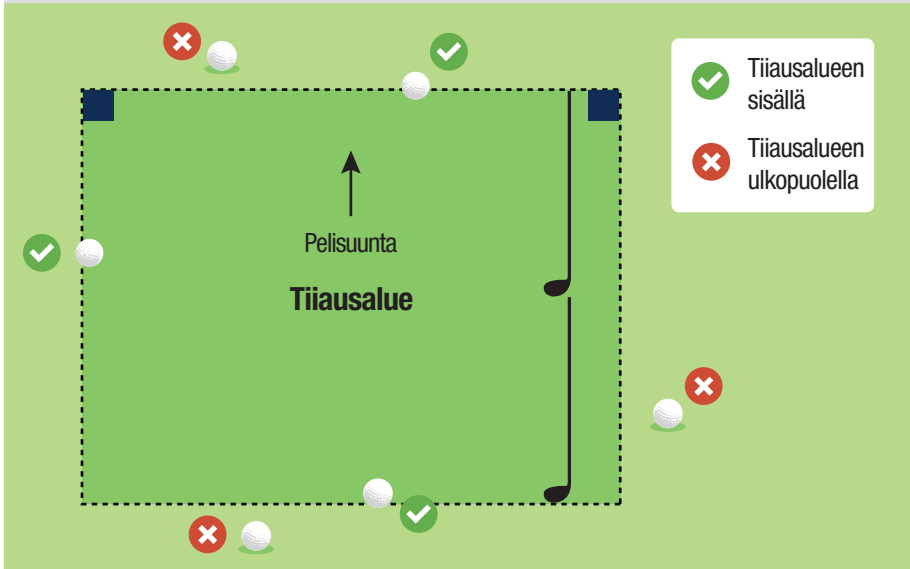 Tiiausalueen
sisällä
Tiiausalueen
ulkopuolella
Pelisuunta
Tiiausalue